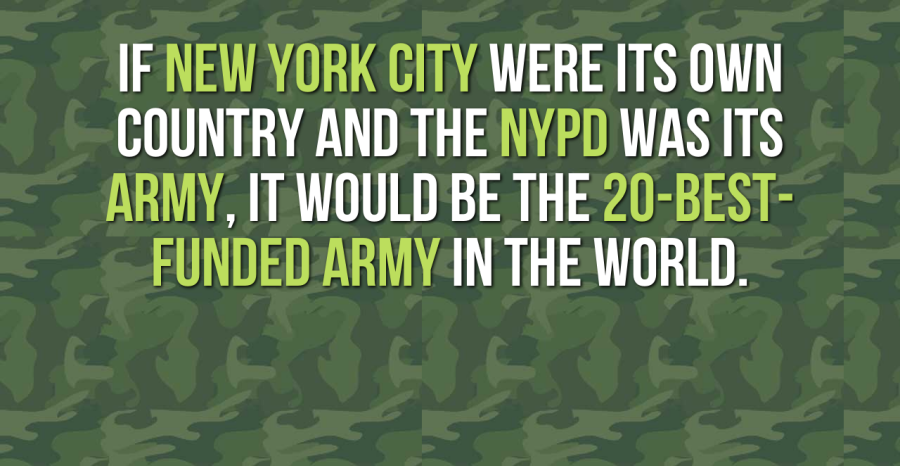 IF NEW YORK CITY WERE ITS OWN
COUNTRY AND THE NYPD WAS ITS
ARMY, IT WOULD BE THE 20-BEST-
FUNDED ARMY IN THE WORLD.